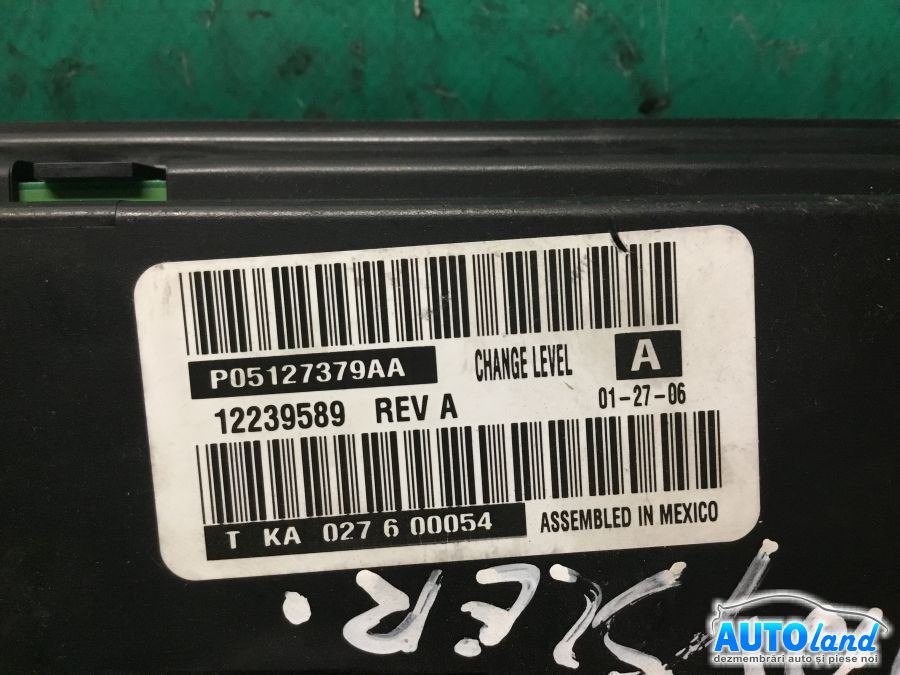 P05127379AA
CHANGE LEVEL A
12239589 REV A
01-27-06
T KA 027 6 00054
ASSEMBLED IN MEXICO
AUTOland
dezmembrări auto și piese noi